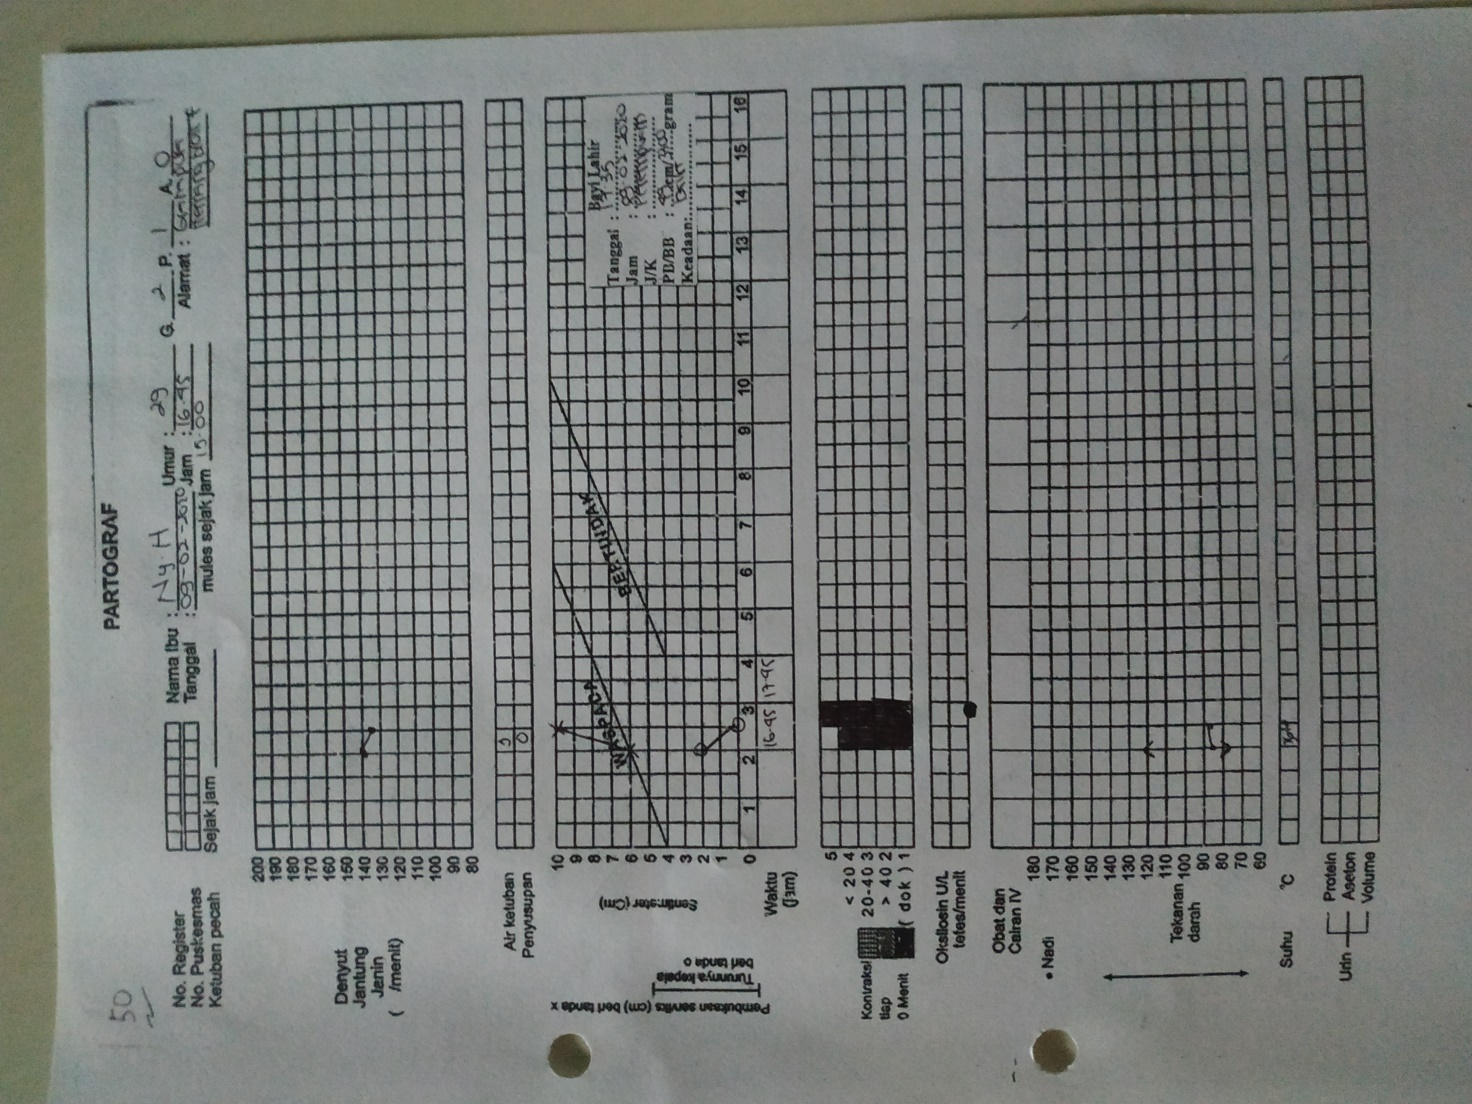 150
PARTOGRAF
No. Register
Nama Ibu : Ny. H Umur : 29 G. 2 P. 1 A. 0
No. Puskesmas
Tanggal : 09-02-2020 Jam : 16.45 Alamat :
Ketuban pecah Sejak jam mules sejak jam 15.00
Denyut
Jantung
Janin
( /menit)
200
190
180
170
160
150
140
130
120
110
100
90
80
Air ketuban
Penyusupan
0
Pembukaan serviks (cm) beri tanda x
Turunnya kepala
beri tanda o
Sentimeter (Cm)
10
9
8
7
6
5
4
3
2
1
0
WASPADA
BERTINDAK
Bayi Lahir
Tanggal :
Jam :
J/K :
PB/BB : cm/ gram
Keadaan:
1 2 3 4 5 6 7 8 9 10 11 12 13 14 15 16
Waktu
(Jam)
16.45 17.45
Kontraksi
tiap
10 Menit
< 20
20-40
> 40
( dok )
5
4
3
2
1
Oksitosin U/L
tetes/menit
Obat dan
Cairan IV
• Nadi
Tekanan
darah
180
170
160
150
140
130
120
110
100
90
80
70
60
Suhu °C
Urin
Protein
Aseton
Volume